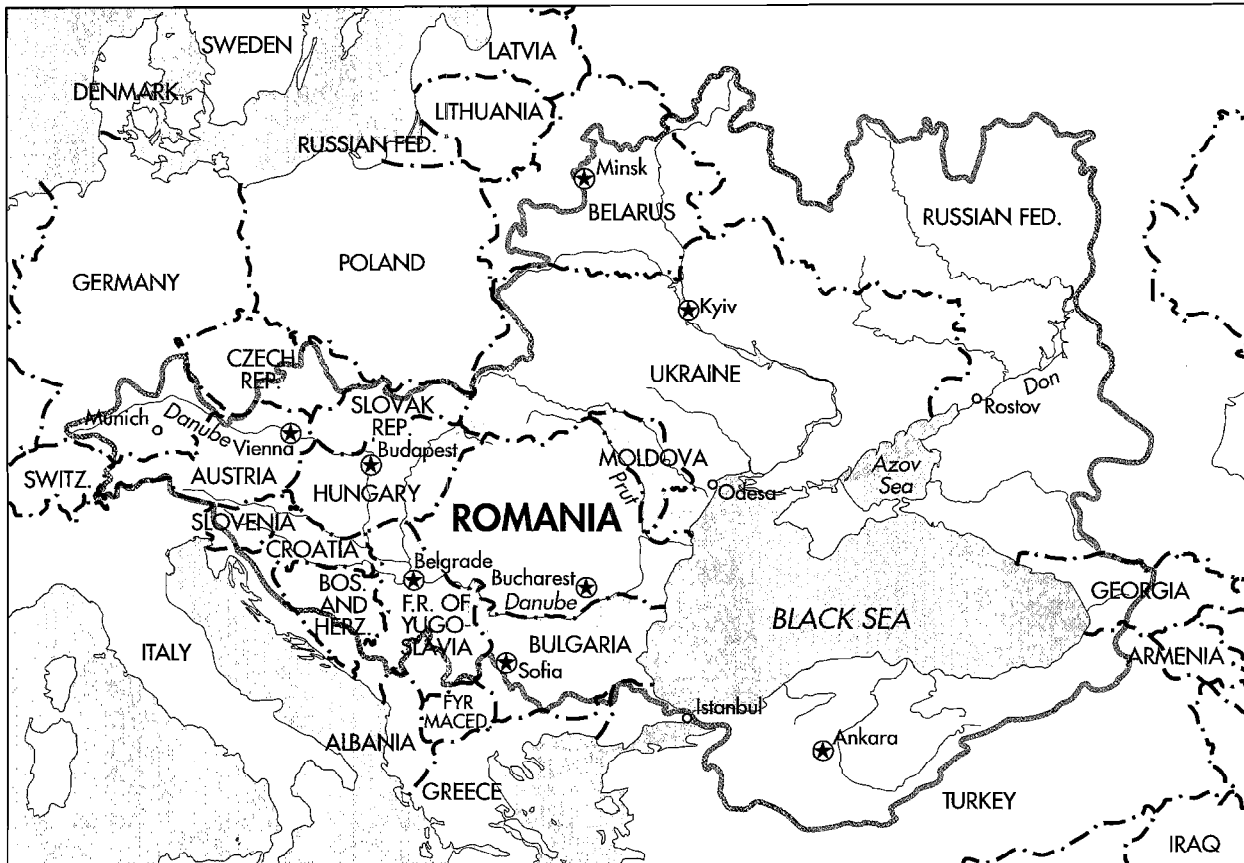 SWEDEN
LATVIA
DENMARK
LITHUANIA
RUSSIAN FED.
Minsk
BELARUS
RUSSIAN FED.
POLAND
GERMANY
Kyiv
CZECH
REP.
UKRAINE
Don
Rostov
SLOVAK
REP.
Munich
Danube
Vienna
Budapest
MOLDOVA
Azov
Sea
SWITZ.
AUSTRIA
HUNGARY
Prut
Odesa
ROMANIA
SLOVENIA
CROATIA
Belgrade
Bucharest
Danube
BOS.
AND
HERZ.
F.R. OF
YUGO-
SLAVIA
GEORGIA
BLACK SEA
BULGARIA
ITALY
Sofia
ARMENIA
FYR
MACED.
Istanbul
ALBANIA
Ankara
GREECE
TURKEY
IRAQ